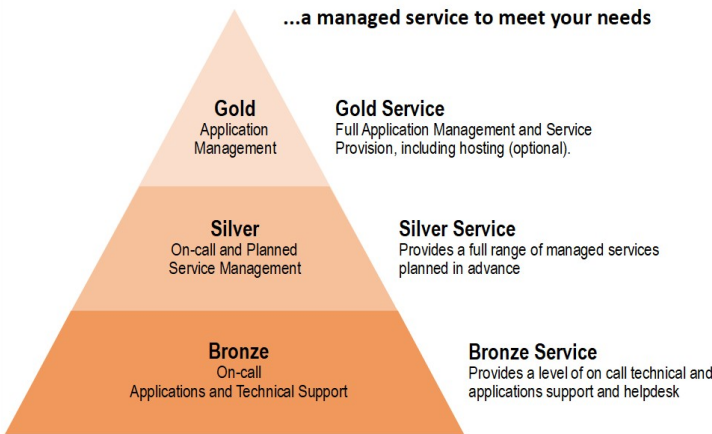 ...a managed service to meet your needs
Gold
Application
Management
Gold Service
Full Application Management and Service
Provision, including hosting (optional).
Silver
On-call and Planned
Service Management
Silver Service
Provides a full range of managed services
planned in advance
Bronze
On-call
Applications and Technical Support
Bronze Service
Provides a level of on call technical and
applications support and helpdesk